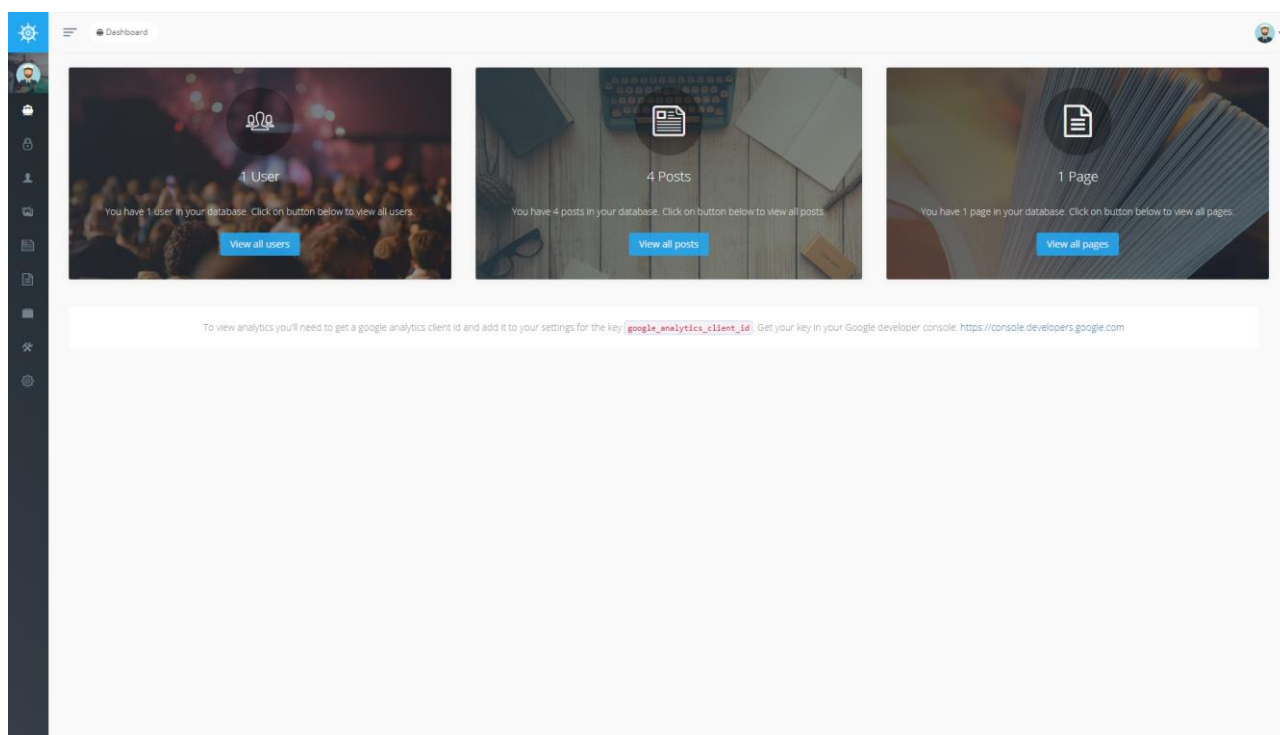 Dashboard
1 User
You have 1 user in your database. Click on button below to view all users.
View all users
4 Posts
You have 4 posts in your database. Click on button below to view all posts.
View all posts
1 Page
You have 1 page in your database. Click on button below to view all pages.
View all pages
To view analytics you'll need to get a google analytics client id and add it to your settings for the key google_analytics_client_id. Get your key in your Google developer console: https://console.developers.google.com